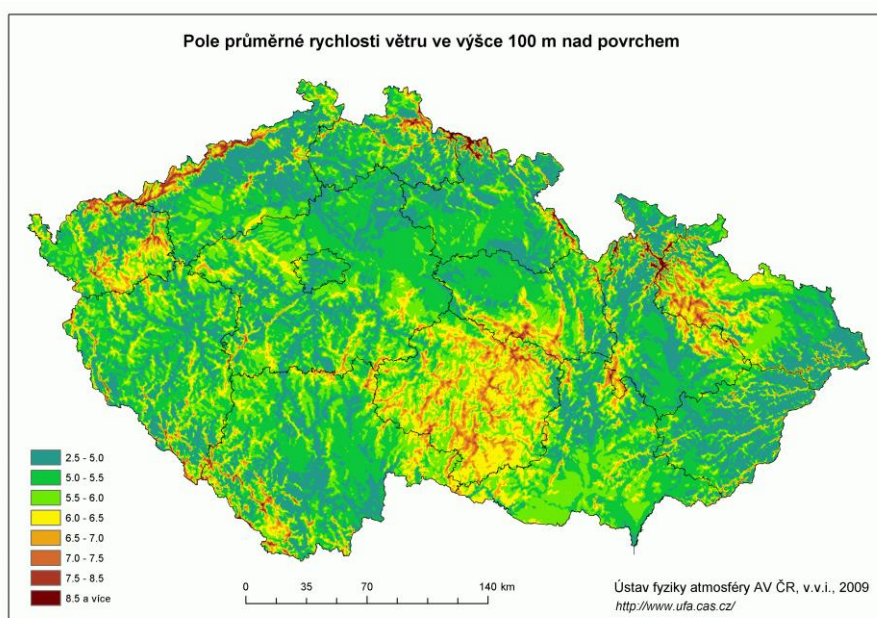 Pole průměrné rychlosti větru ve výšce 100 m nad povrchem
2.5 - 5.0
5.0 - 5.5
5.5 - 6.0
6.0 - 6.5
6.5 - 7.0
7.0 - 7.5
7.5 - 8.5
8.5 a více
0 35 70 140 km
Ústav fyziky atmosféry AV ČR, v.v.i., 2009
http://www.ufa.cas.cz/